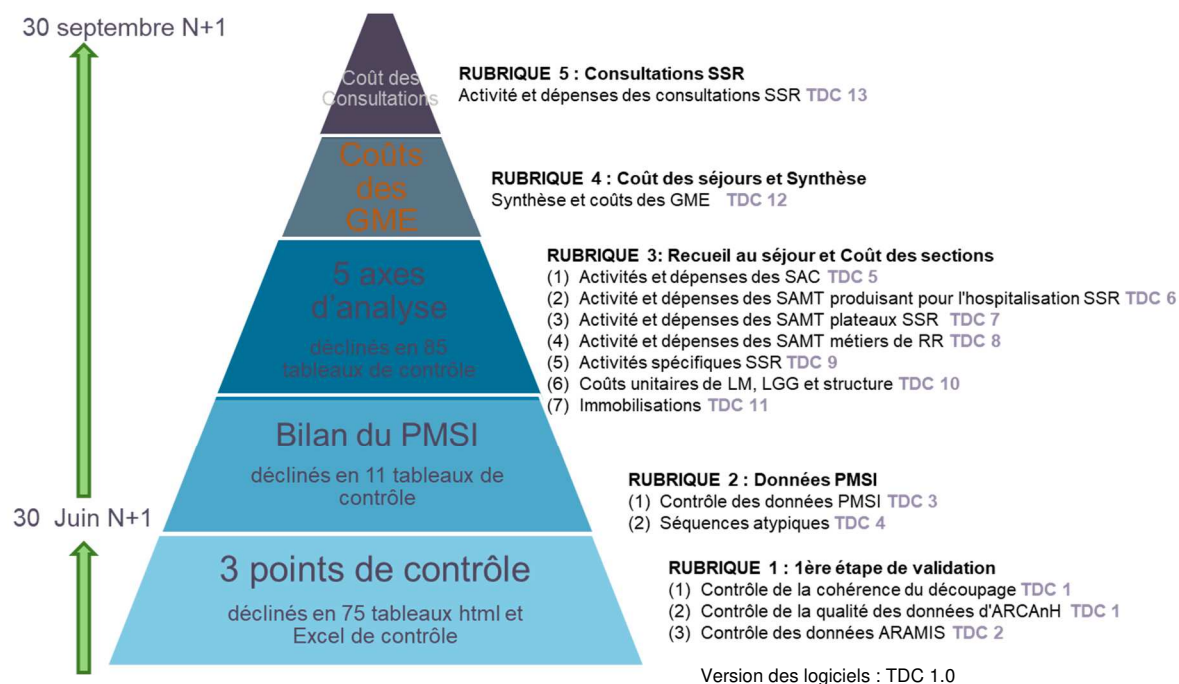 30 septembre N+1
Coût des
Consultations
RUBRIQUE 5 : Consultations SSR
Activité et dépenses des consultations SSR TDC 13
Coûts
des
GME
RUBRIQUE 4 : Coût des séjours et Synthèse
Synthèse et coûts des GME TDC 12
5 axes
d'analyse
déclinés en 85
tableaux de contrôle
RUBRIQUE 3: Recueil au séjour et Coût des sections
(1) Activités et dépenses des SAC TDC 5
(2) Activité et dépenses des SAMT produisant pour l'hospitalisation SSR TDC 6
(3) Activité et dépenses des SAMT plateaux SSR TDC 7
(4) Activité et dépenses des SAMT métiers de RR TDC 8
(5) Activités spécifiques SSR TDC 9
(6) Coûts unitaires de LM, LGG et structure TDC 10
(7) Immobilisations TDC 11
Bilan du PMSI
déclinés en 11 tableaux de
contrôle
RUBRIQUE 2 : Données PMSI
(1) Contrôle des données PMSI TDC 3
(2) Séquences atypiques TDC 4
30 Juin N+1
3 points de contrôle
déclinés en 75 tableaux html et
Excel de contrôle
RUBRIQUE 1 : 1ère étape de validation
(1) Contrôle de la cohérence du découpage TDC 1
(2) Contrôle de la qualité des données d'ARCAnH TDC 1
(3) Contrôle des données ARAMIS TDC 2
Version des logiciels : TDC 1.0